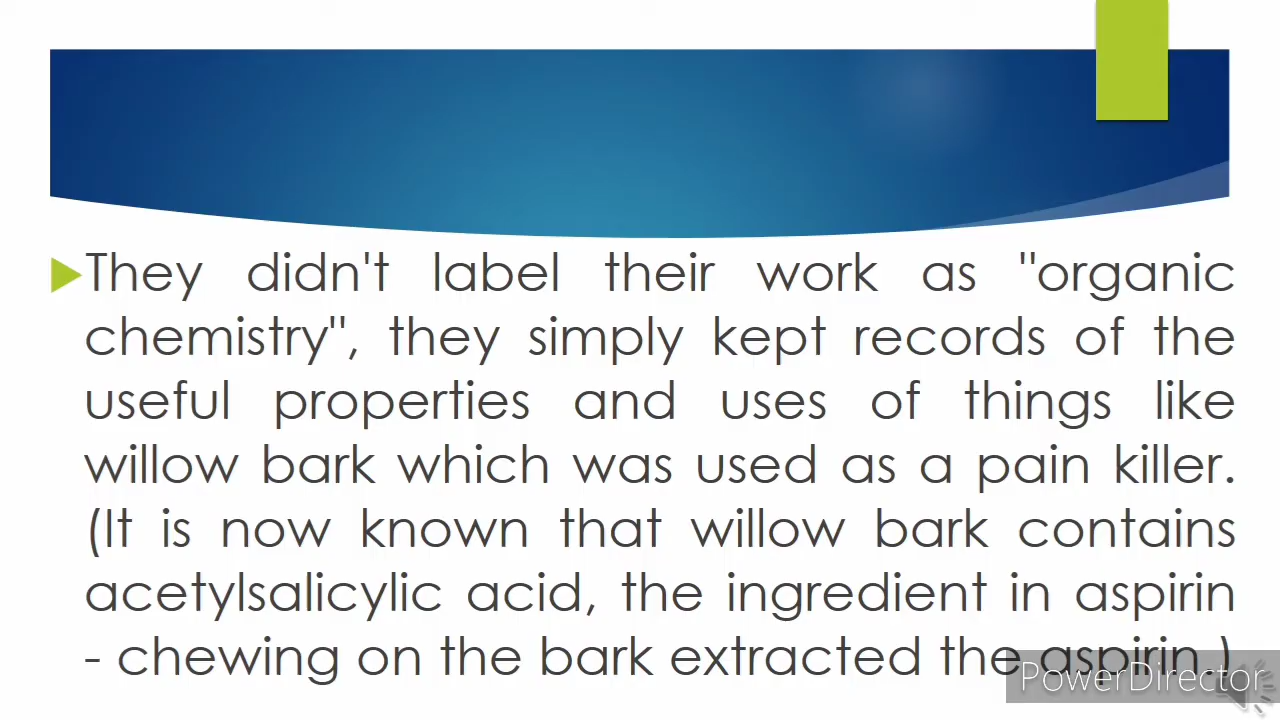 They didn't label their work as "organic
chemistry", they simply kept records of the
useful properties and uses of things like
willow bark which was used as a pain killer.
(It is now known that willow bark contains
acetylsalicylic acid, the ingredient in aspirin
- chewing on the bark extracted the aspirin.)
PowerDirector